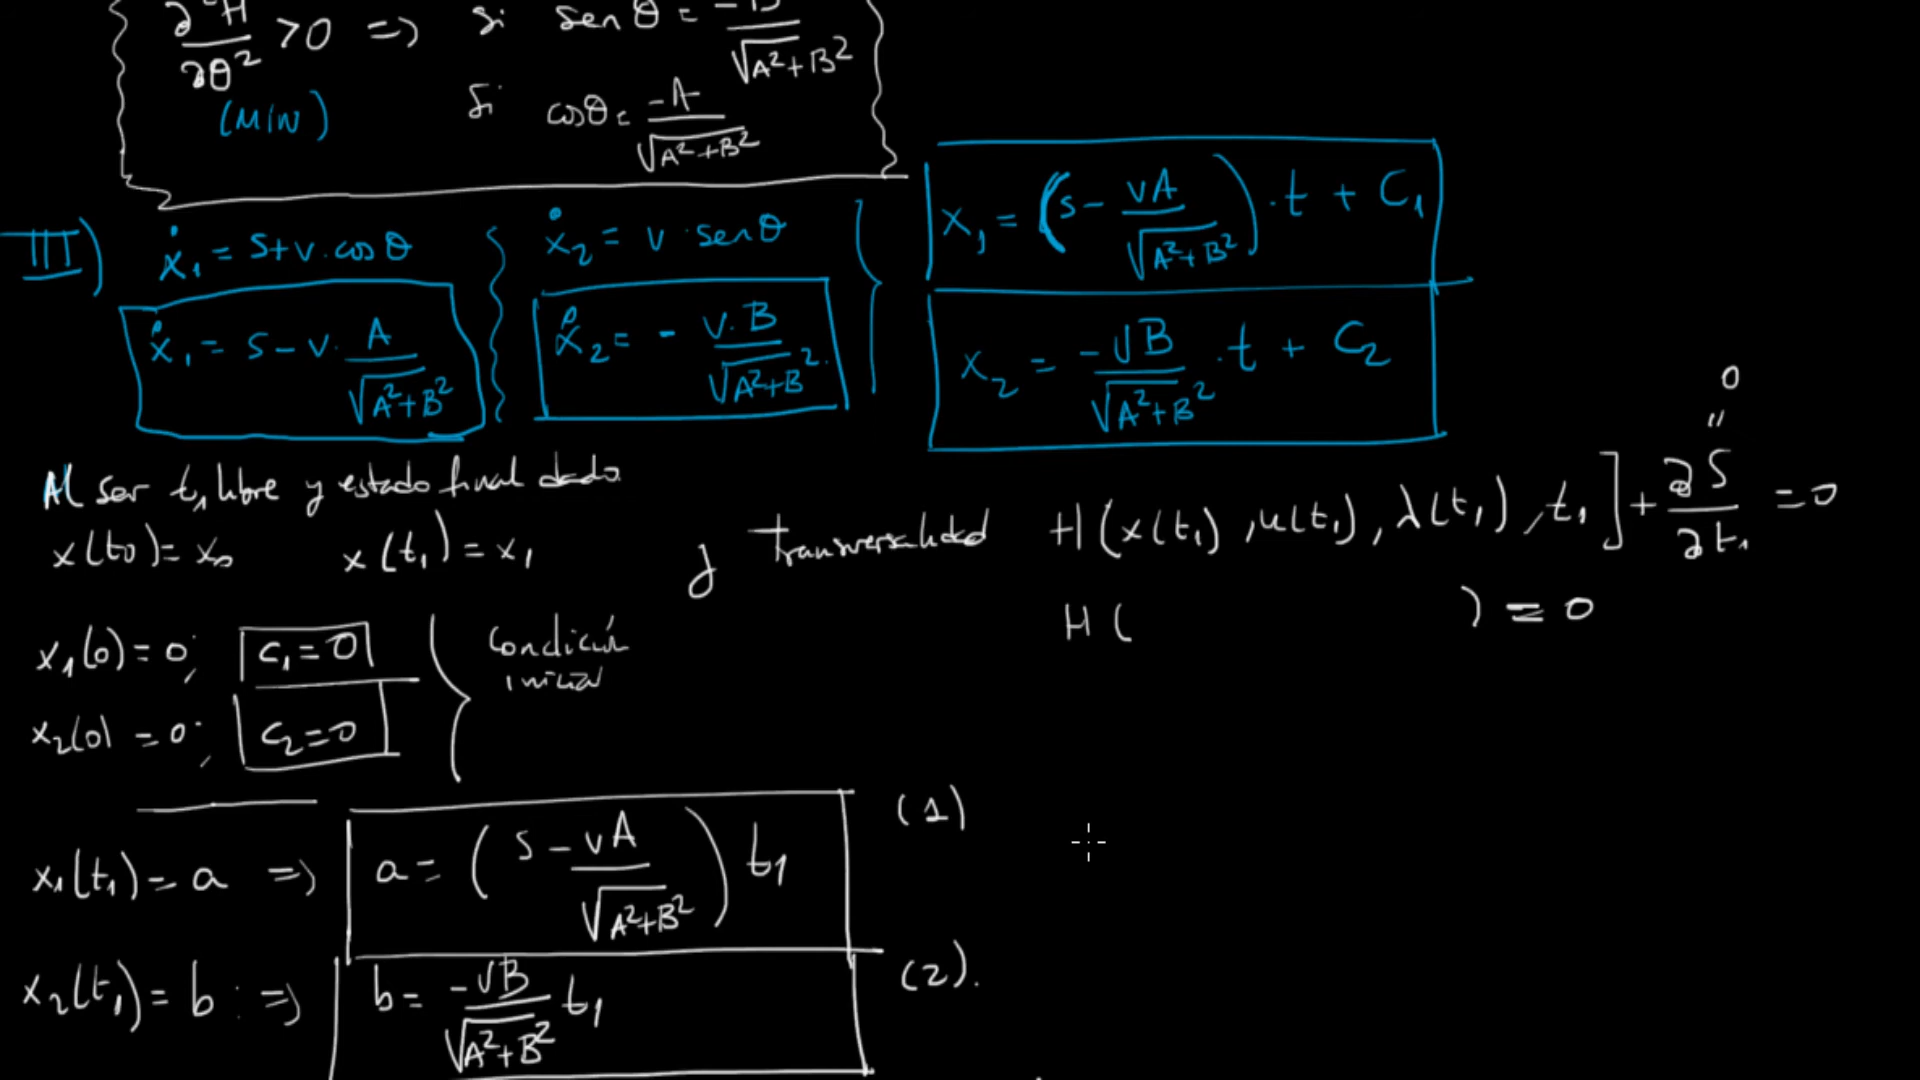 ∂²H/∂θ² > 0 => si sen θ = -B/√A²+B²
(MIN) Si cosθ = -A/√A²+B²
III) ẋ₁ = s+v·cosθ ẋ₂ = v·senθ
ẋ₁ = s-v·A/√A²+B² ẋ₂ = -v·B/√A²+B²
x₁ = (s - vA/√A²+B²)·t + C₁
x₂ = -vB/√A²+B² ·t + C₂
Al ser t₁ libre y estado final dado
x(t₀)=x₀ x(t₁)=x₁
y transversalidad H(x(t₁),u(t₁),λ(t₁),t₁] + ∂S/∂t₁ = 0
0
"
H( ) = 0
x₁(0)=0; c₁=0
x₂(0)=0; c₂=0
Condición
inicial
x₁(t₁)=a => a = (s - vA/√A²+B²) t₁ (1)
x₂(t₁)=b : => b = -vB/√A²+B² t₁ (2).